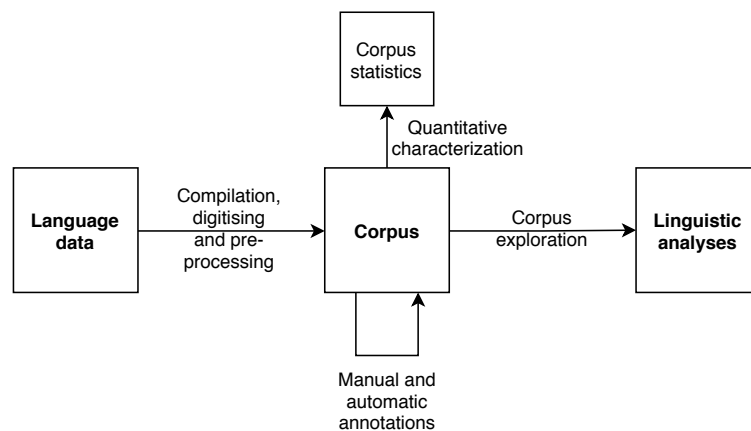 Corpus
statistics
Quantitative
characterization
Language
data
Compilation,
digitising
and pre-
processing
Corpus
Corpus
exploration
Linguistic
analyses
Manual and
automatic
annotations